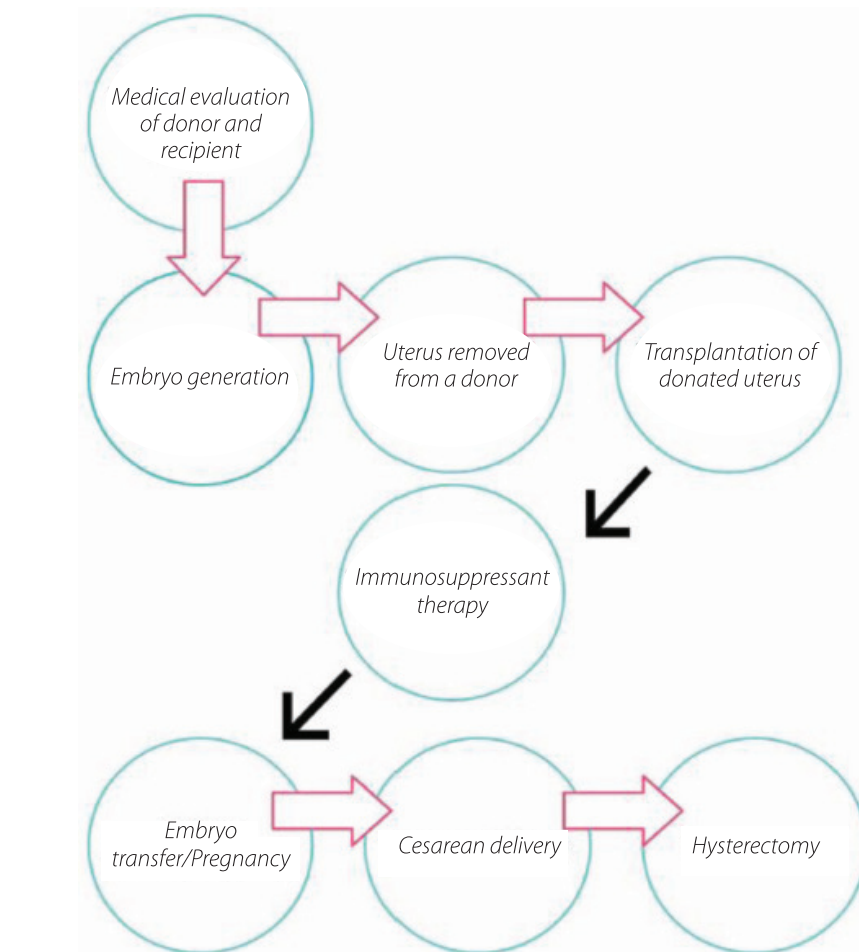 Medical evaluation
of donor and
recipient
Embryo generation
Uterus removed
from a donor
Transplantation of
donated uterus
Immunosuppressant
therapy
Embryo
transfer/Pregnancy
Cesarean delivery
Hysterectomy